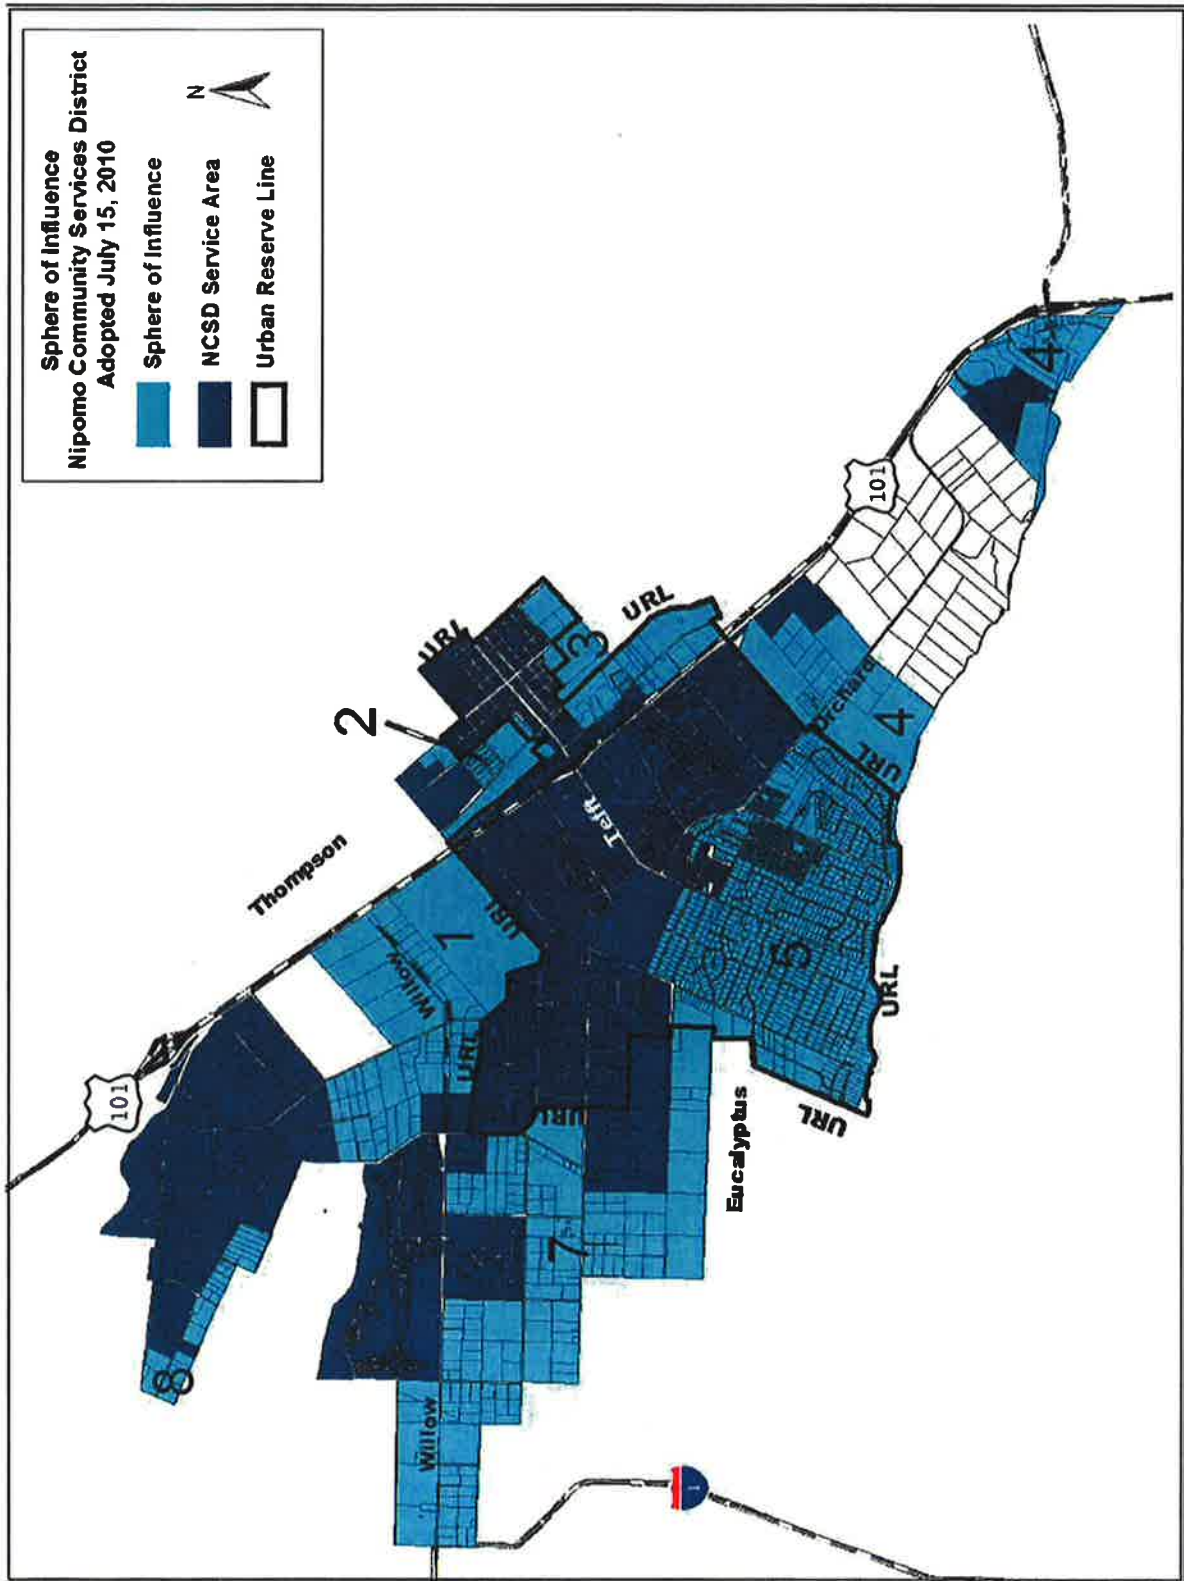 Sphere of Influence
Nipomo Community Services District
Adopted July 15, 2010
Sphere of Influence
NCSD Service Area
Urban Reserve Line
N
101
Thompson
2
URL
3
URL
Willow
1
URL
Tefft
101
4
Orchard
4
URL
5
URL
URL
URL
URL
Eucalyptus
7
8
Willow
1